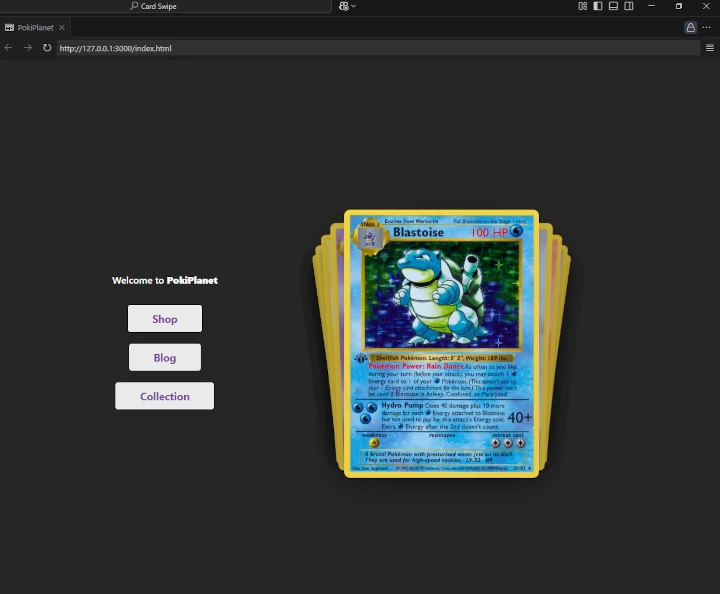 Card Swipe
PokiPlanet
http://127.0.0.1:3000/index.html
Welcome to PokiPlanet
Shop
Blog
Collection
STAGE 2
Evolves from Wartortle
Put Blastoise on the Stage 1 card
Blastoise
100 HP
Shellfish Pokémon. Length: 5' 3", Weight: 189 lbs.
Pokémon Power: Rain Dance As often as you like
during your turn (before your attack), you may attach 1
Energy card to 1 of your Pokémon. (This doesn't use up
your 1 Energy card attachment for the turn.) This power can't
be used if Blastoise is Asleep, Confused, or Paralyzed.
Hydro Pump Does 40 damage plus 10 more
damage for each Energy attached to Blastoise
but not used to pay for this attack's Energy cost.
Extra Energy after the 2nd doesn't count.
40+
weakness
resistance
retreat cost
A brutal Pokémon with pressurized water jets on its shell.
They are used for high-speed tackles. LV. 52